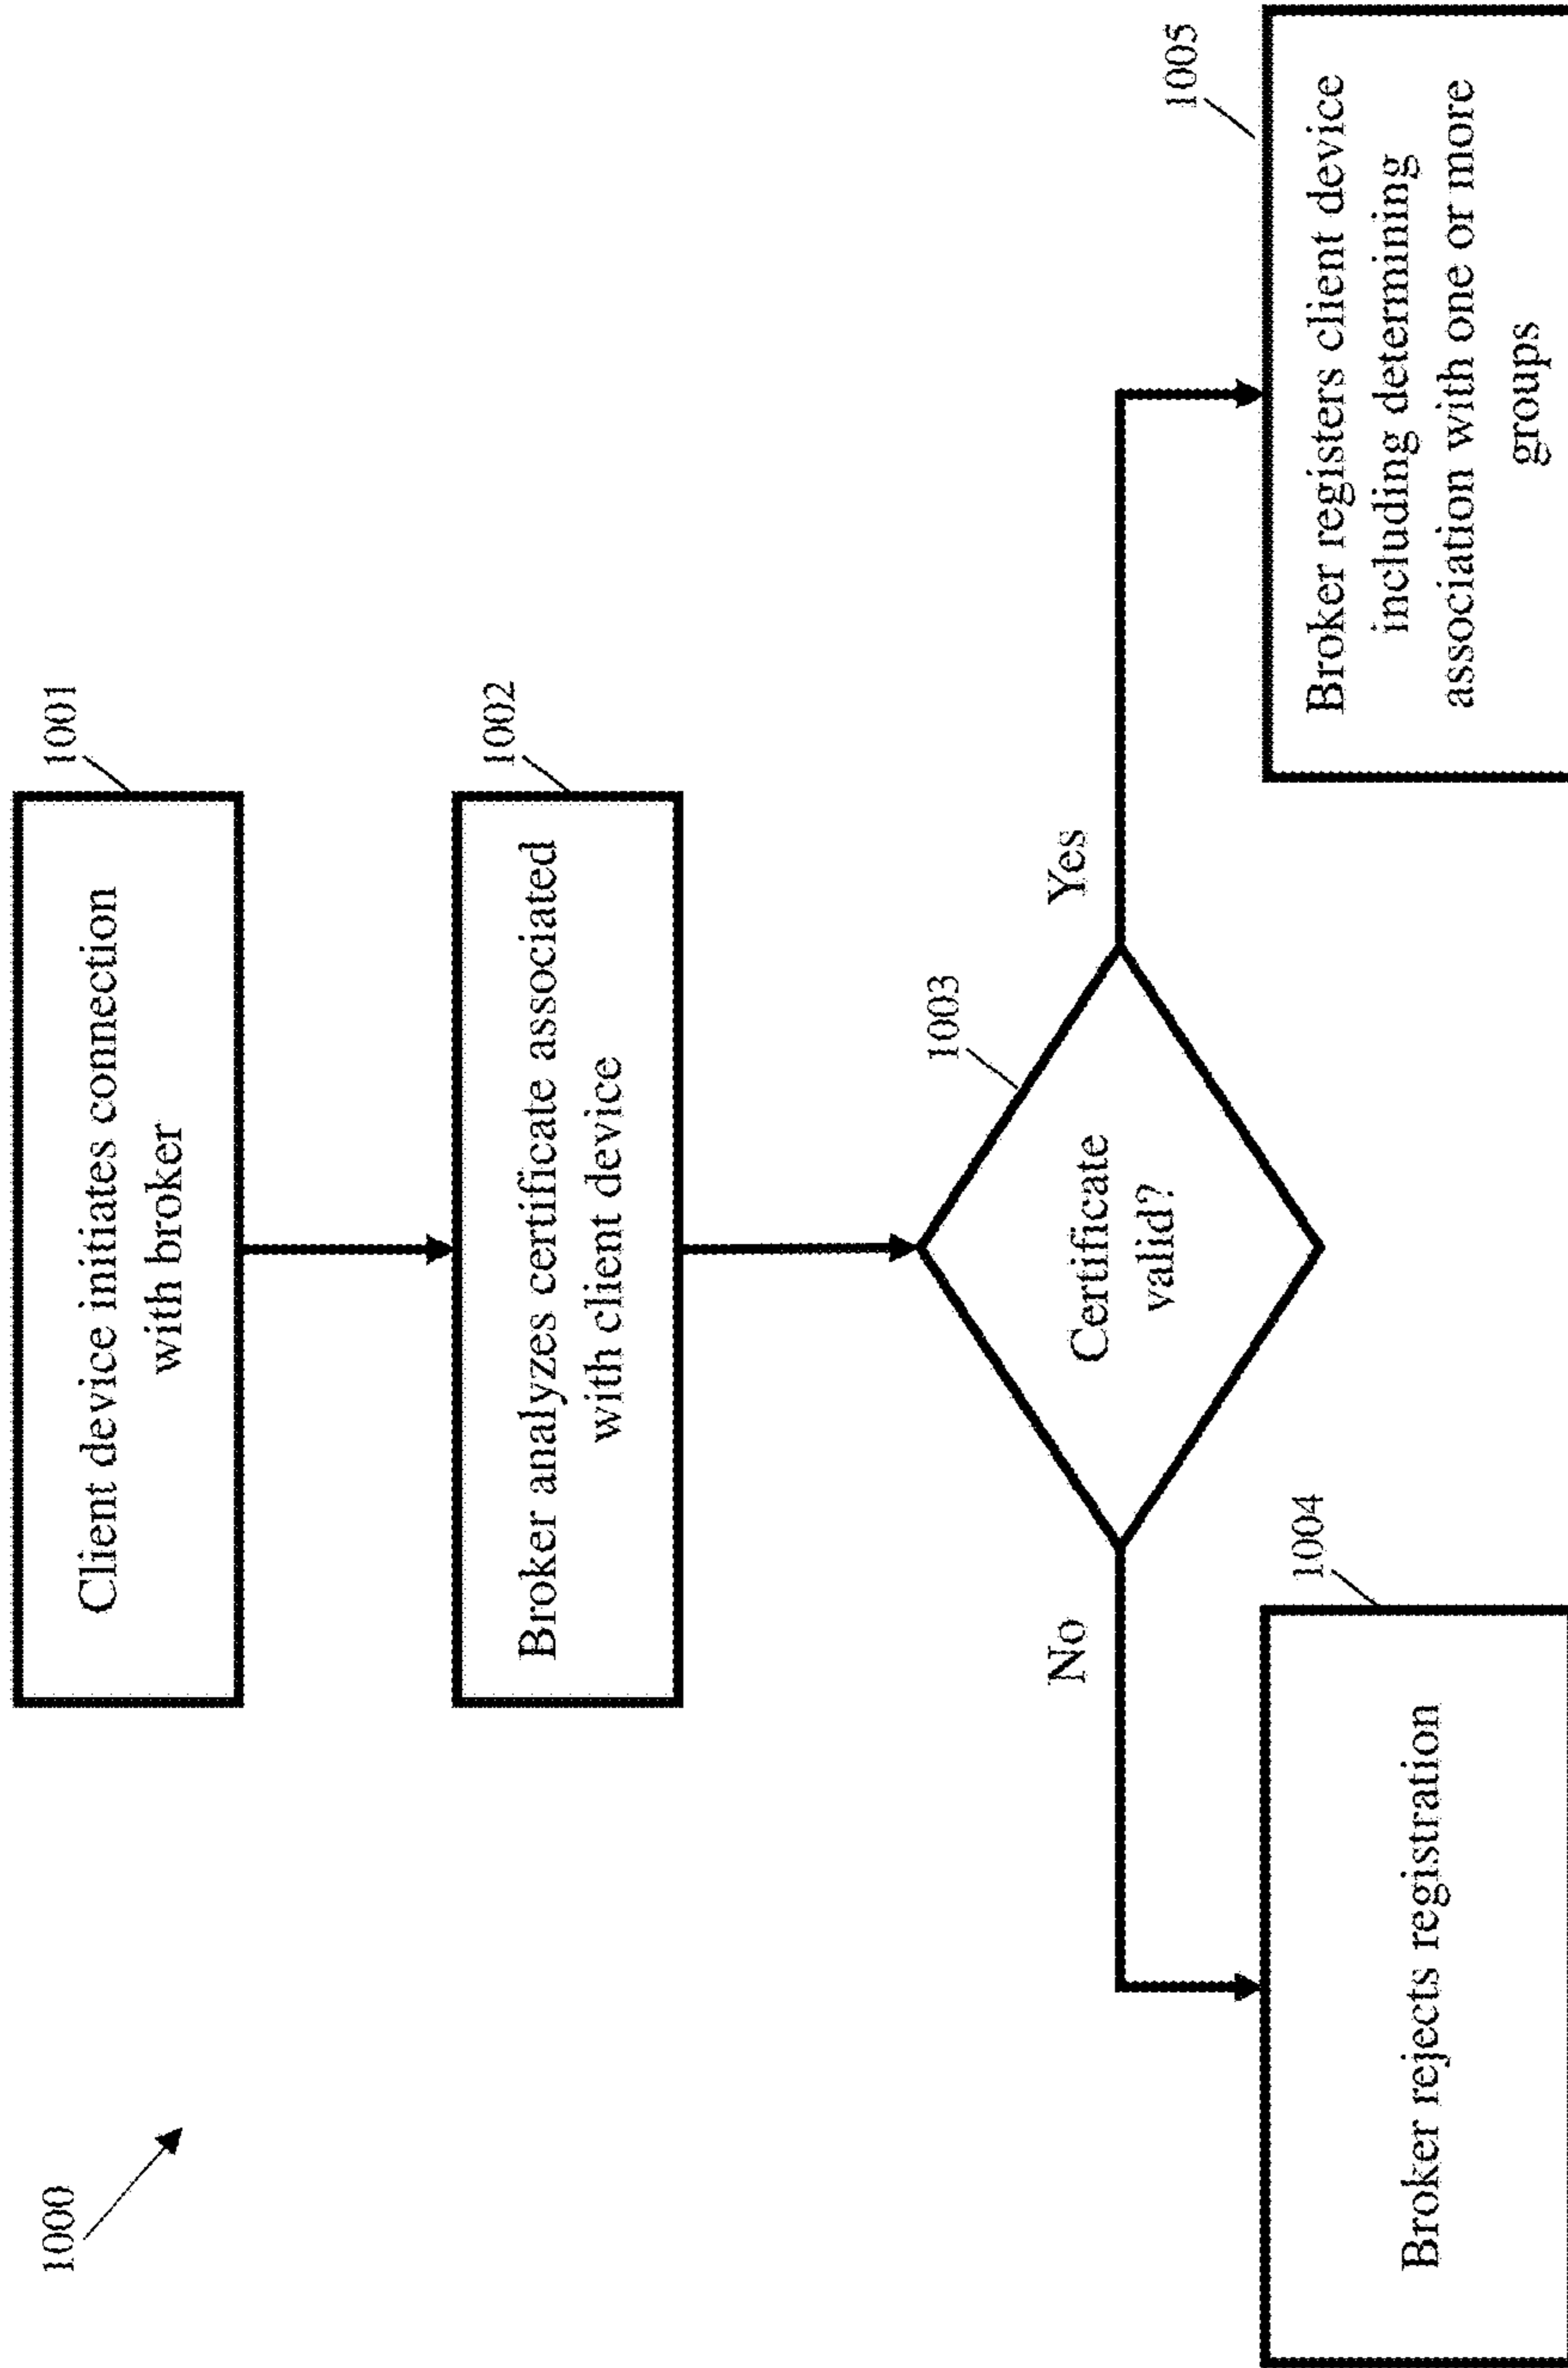 1000
1001
Client device initiates connection
with broker
1002
Broker analyzes certificate associated
with client device
1003
Certificate
valid?
No
Yes
1004
Broker rejects registration
1005
Broker registers client device
including determining
association with one or more
groups